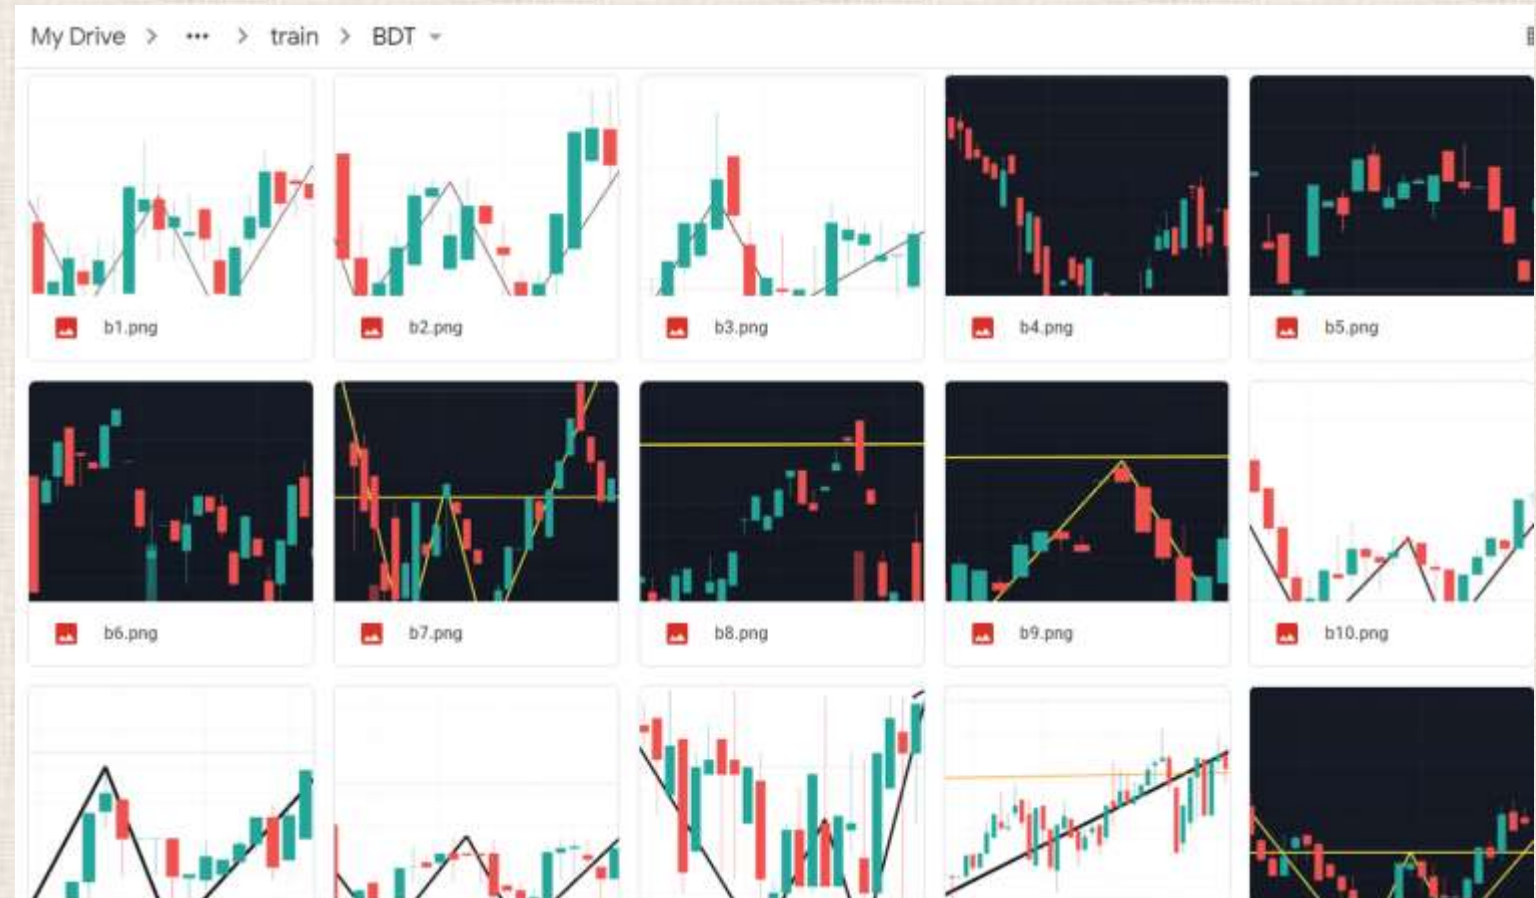 My Drive > ••• > train > BDT
b1.png
b2.png
b3.png
b4.png
b5.png
b6.png
b7.png
b8.png
b9.png
b10.png